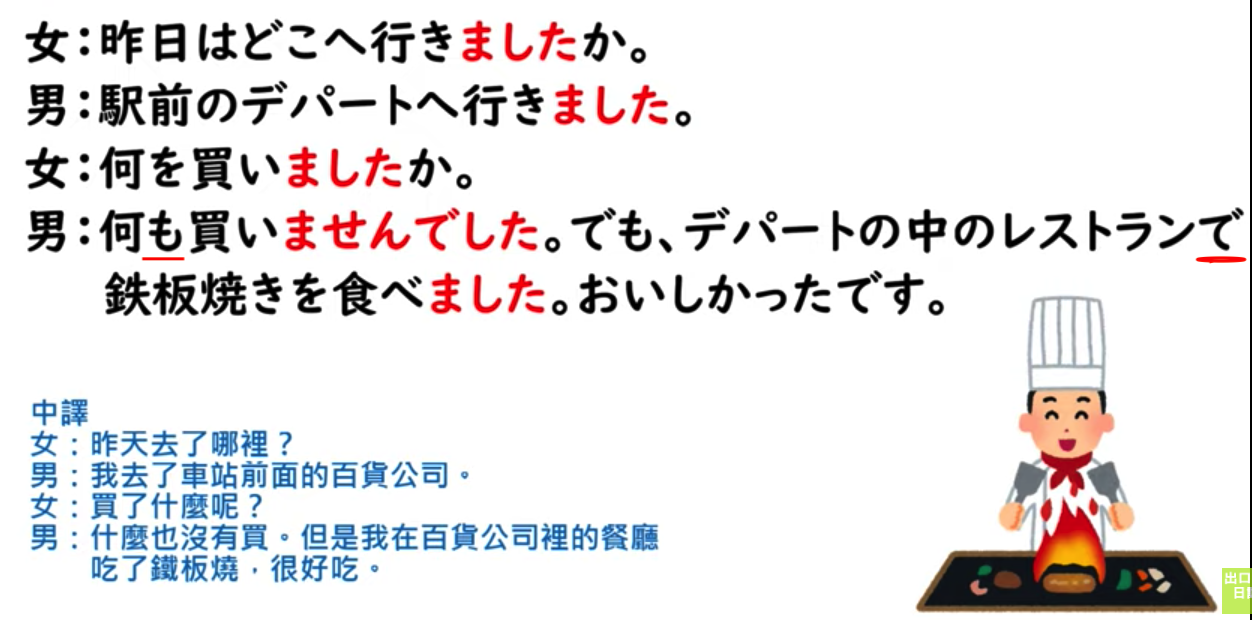 女：昨日はどこへ行きましたか。
男：駅前のデパートへ行きました。
女：何を買いましたか。
男：何も買いませんでした。でも、デパートの中のレストランで
鉄板焼きを食べました。おいしかったです。
中譯
女：昨天去了哪裡？
男：我去了車站前面的百貨公司。
女：買了什麼呢？
男：什麼也沒有買。但是我在百貨公司裡的餐廳
吃了鐵板燒，很好吃。
出口